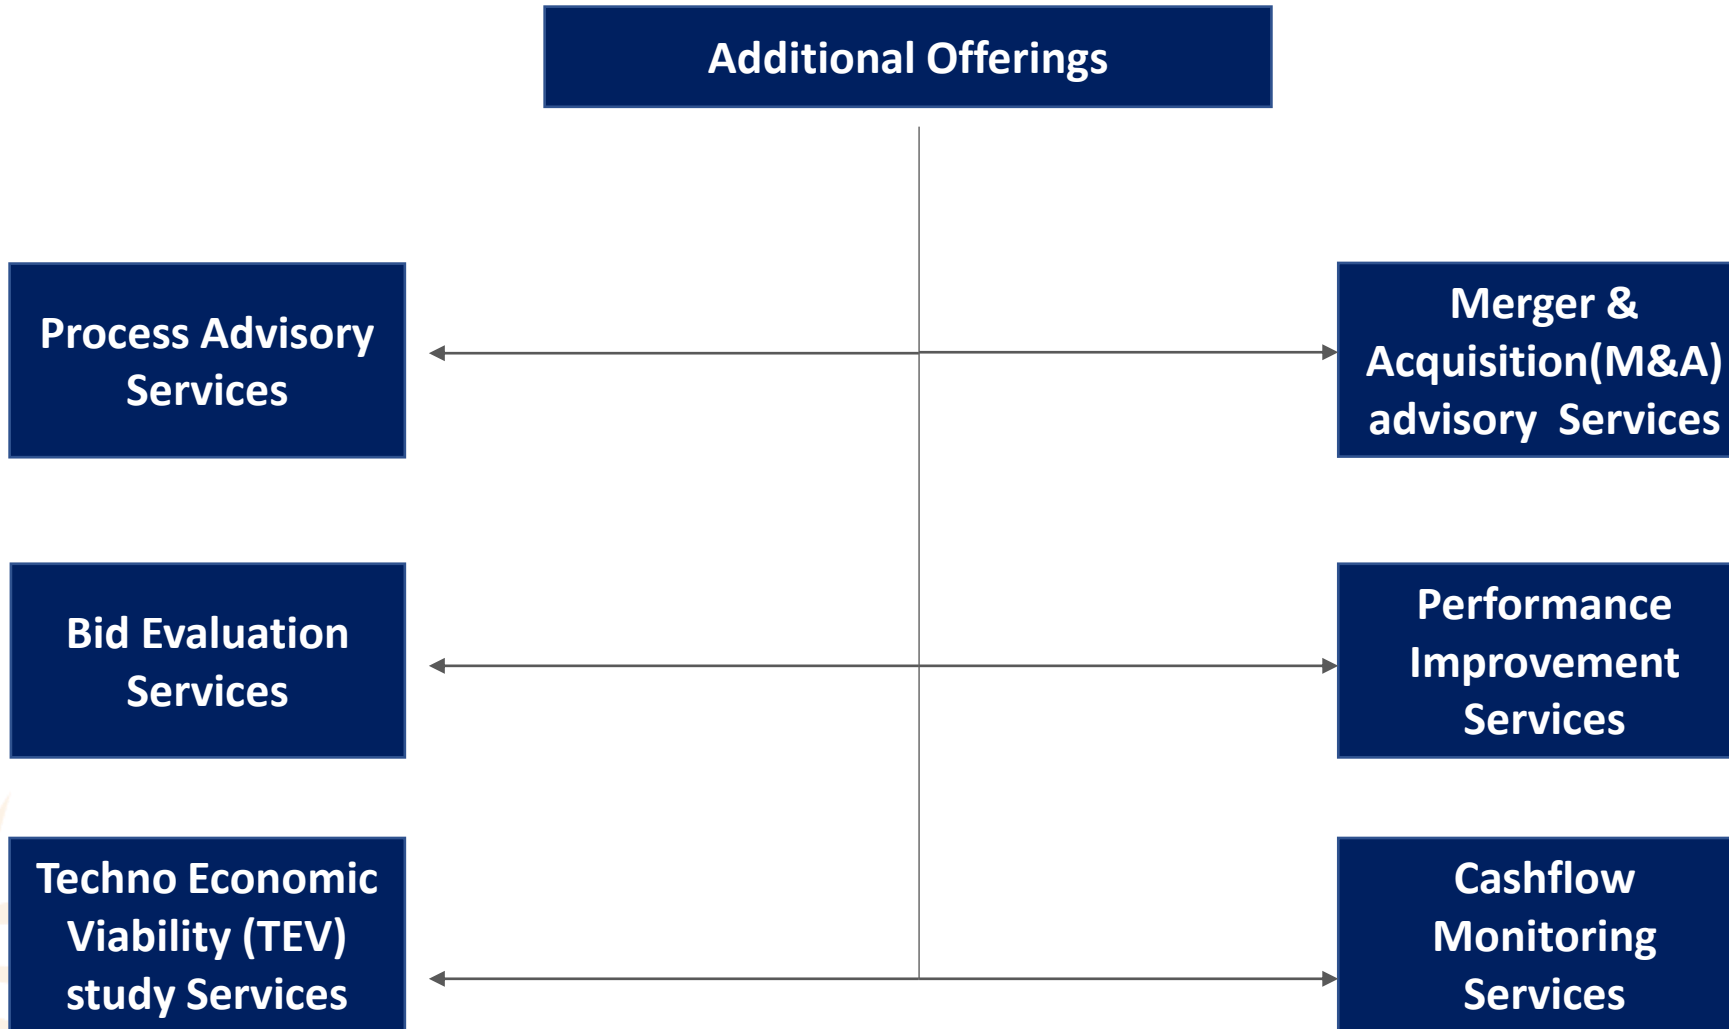 Additional Offerings
Process Advisory
Services
Merger &
Acquisition(M&A)
advisory  Services
Bid Evaluation
Services
Performance
Improvement
Services
Techno Economic
Viability (TEV)
study Services
Cashflow
Monitoring
Services